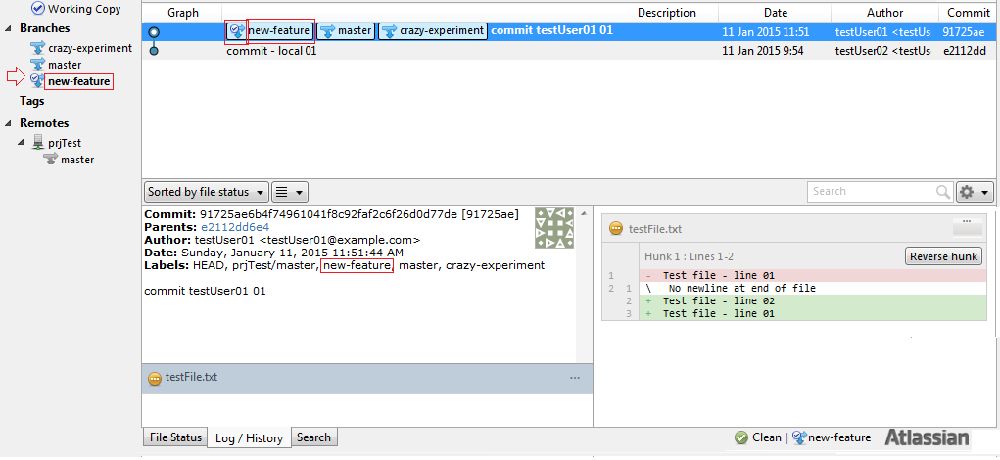 Working Copy
Branches
crazy-experiment
master
new-feature
Tags
Remotes
prjTest
master
Graph Description Date Author Commit
new-feature master crazy-experiment commit testUser01 01 11 Jan 2015 11:51 testUser01 <testUs 91725ae
commit - local 01 11 Jan 2015 9:54 testUser02 <testUs e2112dd
Sorted by file status Search
Commit: 91725ae6b4f74961041f8c92faf2c6f26d0d77de [91725ae]
Parents: e2112dd6e4
Author: testUser01 <testUser01@example.com>
Date: Sunday, January 11, 2015 11:51:44 AM
Labels: HEAD, prjTest/master, new-feature, master, crazy-experiment
commit testUser01 01
testFile.txt ...
testFile.txt ...
Hunk 1 : Lines 1-2 Reverse hunk
1 - Test file - line 01
2 1 \ No newline at end of file
2 + Test file - line 02
3 + Test file - line 01
File Status Log / History Search
Clean | new-feature Atlassian